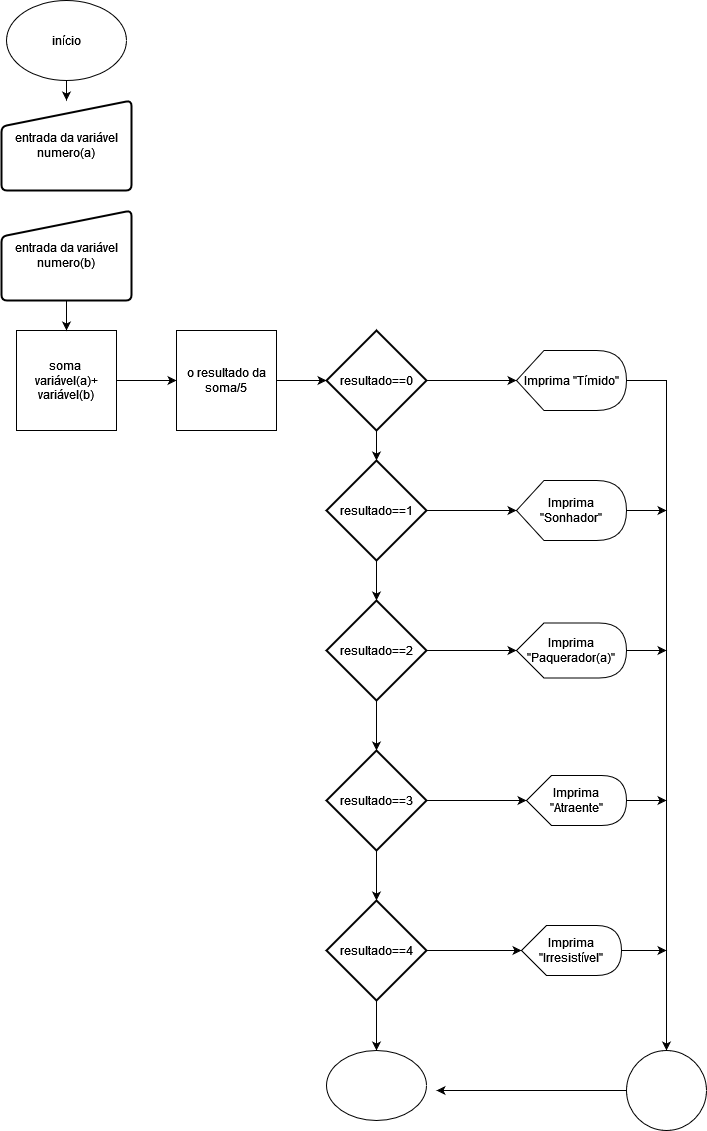 início
entrada da variável
numero(a)
entrada da variável
numero(b)
soma
variável(a)+
variável(b)
o resultado da
soma/5
resultado==0
Imprima "Tímido"
resultado==1
Imprima
"Sonhador"
resultado==2
Imprima
"Paquerador(a)"
resultado==3
Imprima
"Atraente"
resultado==4
Imprima
"Irresistível"